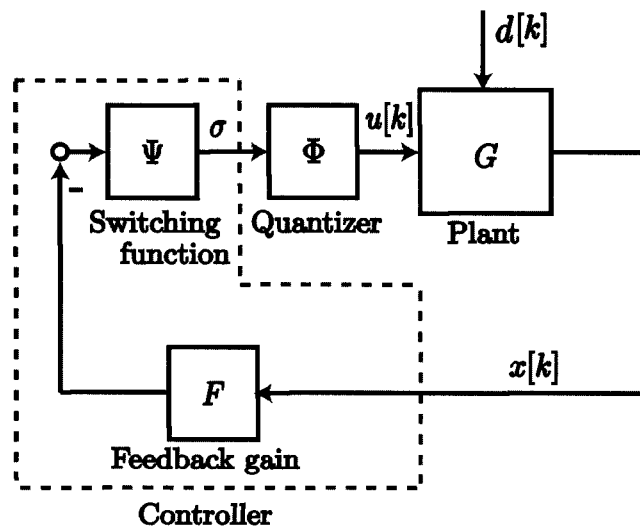 d[k]
Ψ
σ
Φ
u[k]
G
−
Switching
function
Quantizer
Plant
x[k]
F
Feedback gain
Controller